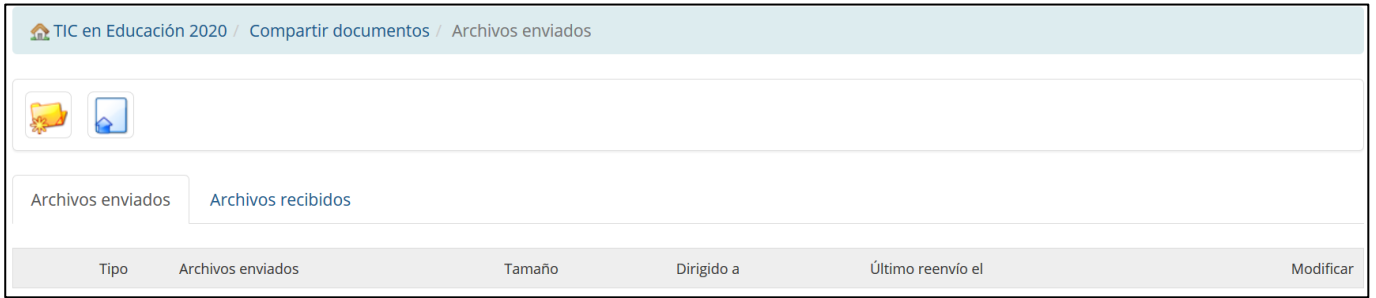 TIC en Educación 2020 / Compartir documentos / Archivos enviados
Archivos enviados Archivos recibidos
Tipo Archivos enviados Tamaño Dirigido a Último reenvío el Modificar